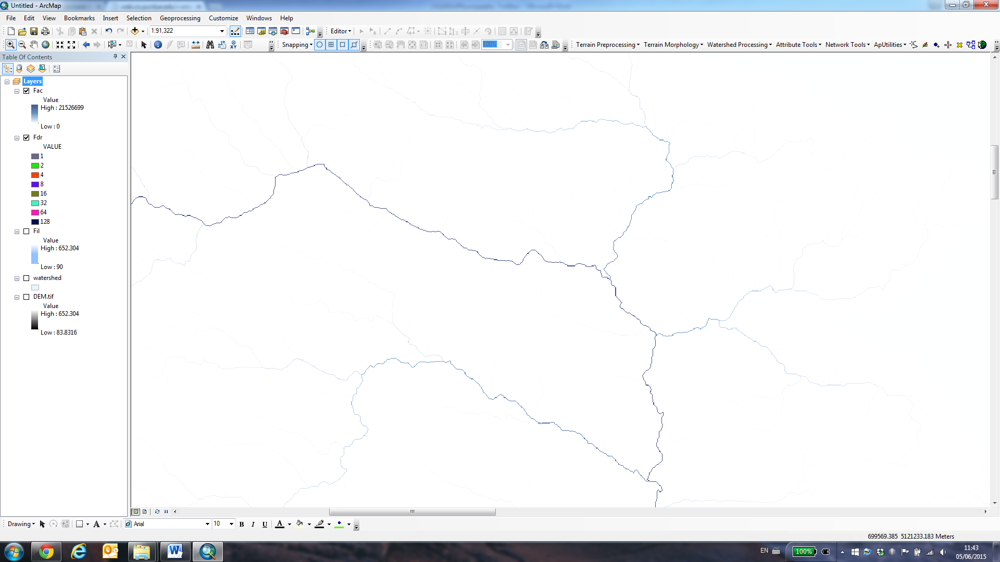 Untitled - ArcMap
File Edit View Bookmarks Insert Selection Geoprocessing Customize Windows Help
1:91,322 Editor
Snapping 100% Terrain Preprocessing Terrain Morphology Watershed Processing Attribute Tools Network Tools ApUtilities
Table Of Contents
Layers
Fac
Value
High : 21526699
Low : 0
Fdr
VALUE
1
2
4
8
16
32
64
128
Fil
Value
High : 652.304
Low : 90
watershed
DEM.tif
Value
High : 652.304
Low : 83.8316
Drawing A Arial 10 B I U A
699569.385 5121233.183 Meters
EN 100% 11:43
05/06/2015